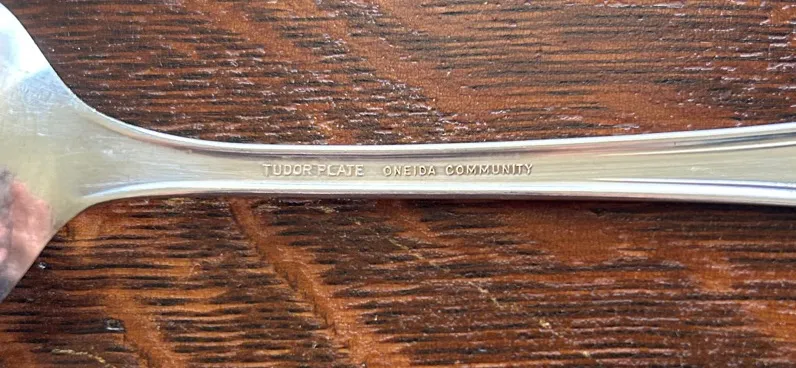 TUDOR PLATE ONEIDA COMMUNITY